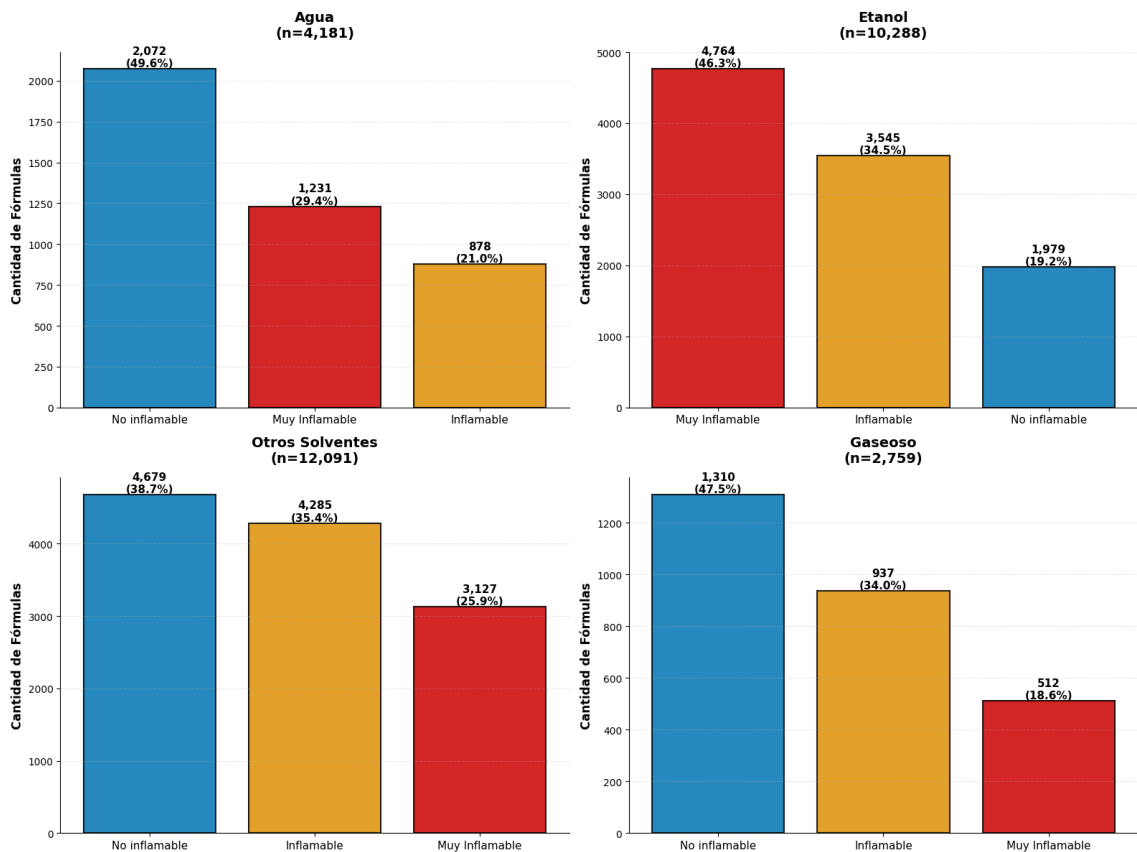 Agua
(n=4,181)
Cantidad de Fórmulas
2000
1750
1500
1250
1000
750
500
250
0
2,072
(49.6%)
1,231
(29.4%)
878
(21.0%)
No inflamable
Muy Inflamable
Inflamable
Etanol
(n=10,288)
Cantidad de Fórmulas
5000
4000
3000
2000
1000
0
4,764
(46.3%)
3,545
(34.5%)
1,979
(19.2%)
Muy Inflamable
Inflamable
No inflamable
Otros Solventes
(n=12,091)
Cantidad de Fórmulas
4000
3000
2000
1000
0
4,679
(38.7%)
4,285
(35.4%)
3,127
(25.9%)
No inflamable
Inflamable
Muy Inflamable
Gaseoso
(n=2,759)
Cantidad de Fórmulas
1200
1000
800
600
400
200
0
1,310
(47.5%)
937
(34.0%)
512
(18.6%)
No inflamable
Inflamable
Muy Inflamable